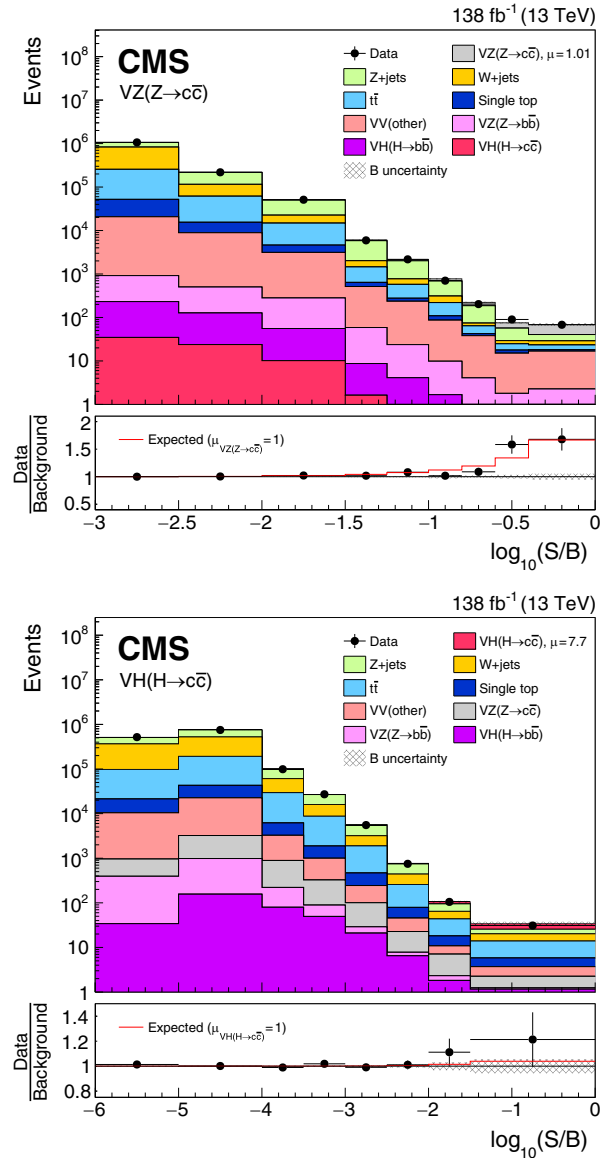 138 fb⁻¹ (13 TeV)
Events
10⁸
10⁷
10⁶
10⁵
10⁴
10³
10²
10
1
CMS
VZ(Z→cc̅)
Data
VZ(Z→cc̅), μ=1.01
Z+jets
W+jets
tt̅
Single top
VV(other)
VZ(Z→bb̅)
VH(H→bb̅)
VH(H→cc̅)
B uncertainty
Data
Background
2
1.5
1
0.5
Expected (μ_VZ(Z→cc̅)=1)
−3 −2.5 −2 −1.5 −1 −0.5 0
log₁₀(S/B)
138 fb⁻¹ (13 TeV)
Events
10⁸
10⁷
10⁶
10⁵
10⁴
10³
10²
10
1
CMS
VH(H→cc̅)
Data
VH(H→cc̅), μ=7.7
Z+jets
W+jets
tt̅
Single top
VV(other)
VZ(Z→cc̅)
VZ(Z→bb̅)
VH(H→bb̅)
B uncertainty
Data
Background
1.4
1.2
1
0.8
Expected (μ_VH(H→cc̅)=1)
−6 −5 −4 −3 −2 −1 0
log₁₀(S/B)